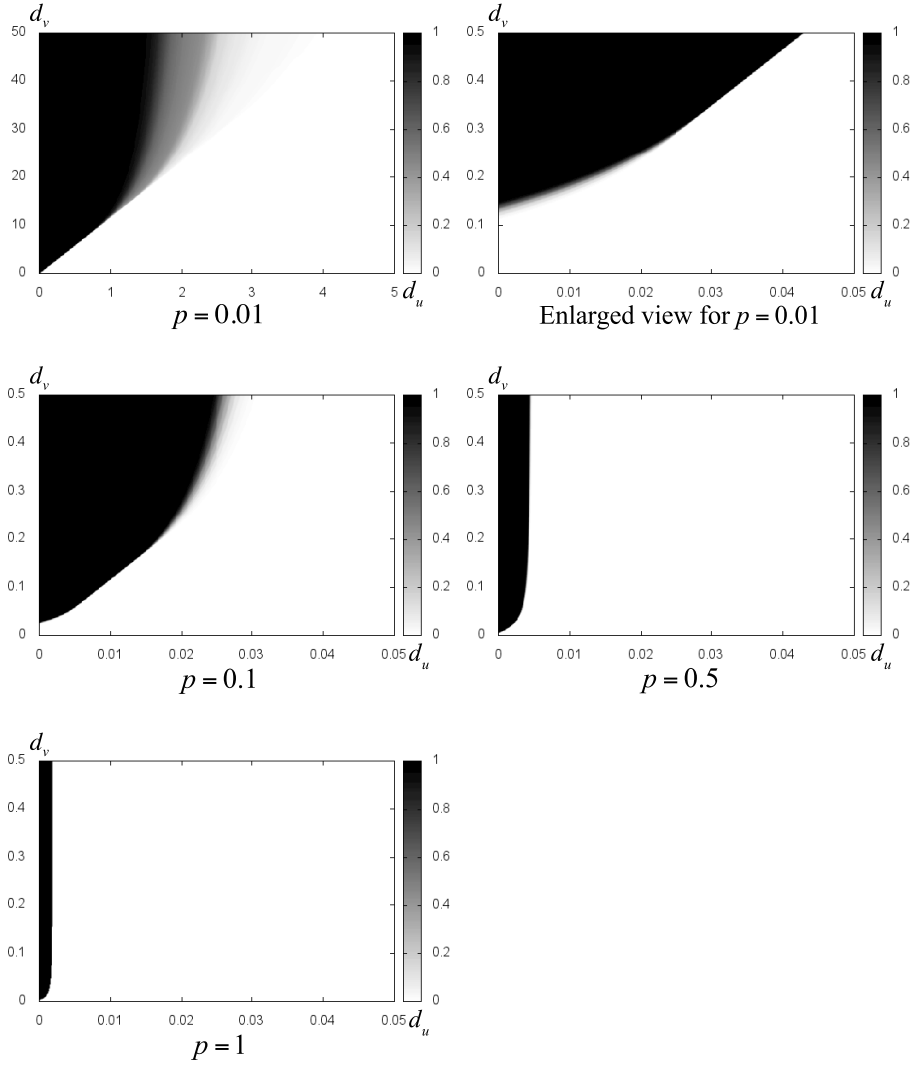 d_v d_v
50 1 0.5 1
40 0.8 0.4 0.8
30 0.6 0.3 0.6
20 0.4 0.2 0.4
10 0.2 0.1 0.2
0 0 0 0
0 1 2 3 4 5 d_u 0 0.01 0.02 0.03 0.04 0.05 d_u
p = 0.01 Enlarged view for p = 0.01
d_v d_v
0.5 1 0.5 1
0.4 0.8 0.4 0.8
0.3 0.6 0.3 0.6
0.2 0.4 0.2 0.4
0.1 0.2 0.1 0.2
0 0 0 0
0 0.01 0.02 0.03 0.04 0.05 d_u 0 0.01 0.02 0.03 0.04 0.05 d_u
p = 0.1 p = 0.5
d_v
0.5 1
0.4 0.8
0.3 0.6
0.2 0.4
0.1 0.2
0 0
0 0.01 0.02 0.03 0.04 0.05 d_u
p = 1